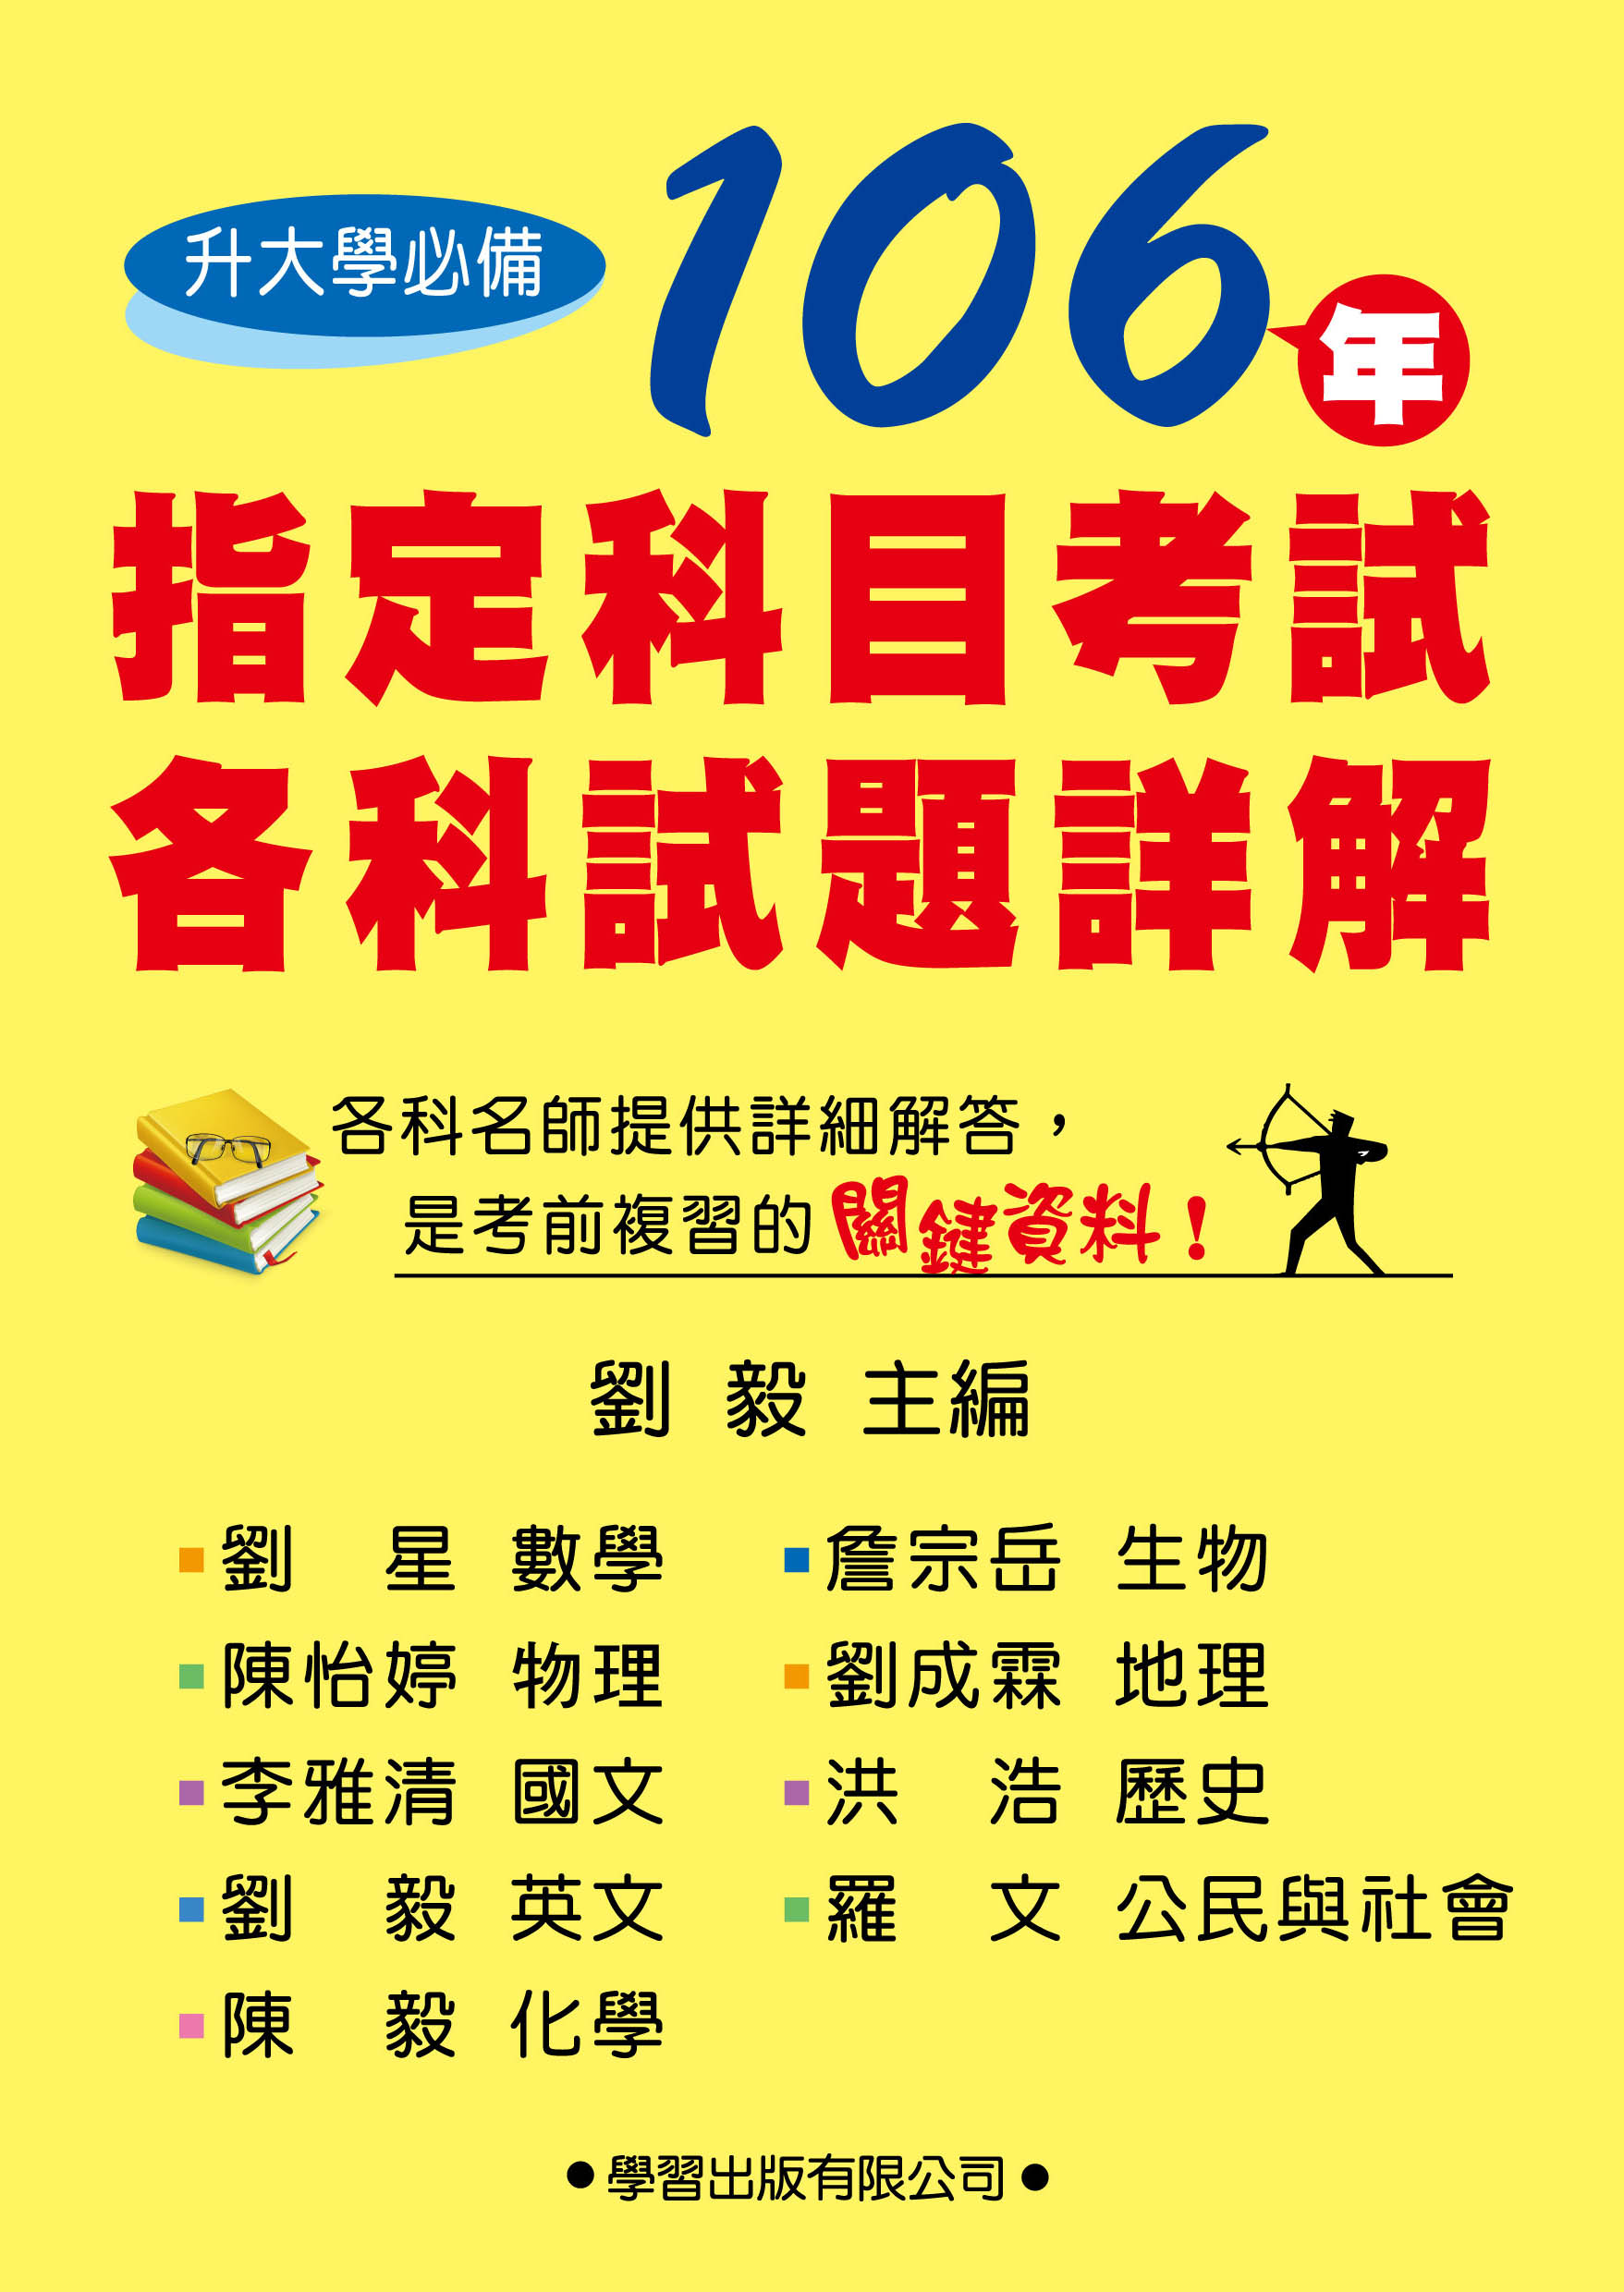 升大學必備
106年
指定科目考試
各科試題詳解
各科名師提供詳細解答，
是考前複習的關鍵資料！
劉 毅 主編
劉 星 數學
陳怡婷 物理
李雅清 國文
劉 毅 英文
陳 毅 化學
詹宗岳 生物
劉成霖 地理
洪 浩 歷史
羅 文 公民與社會
●學習出版有限公司●